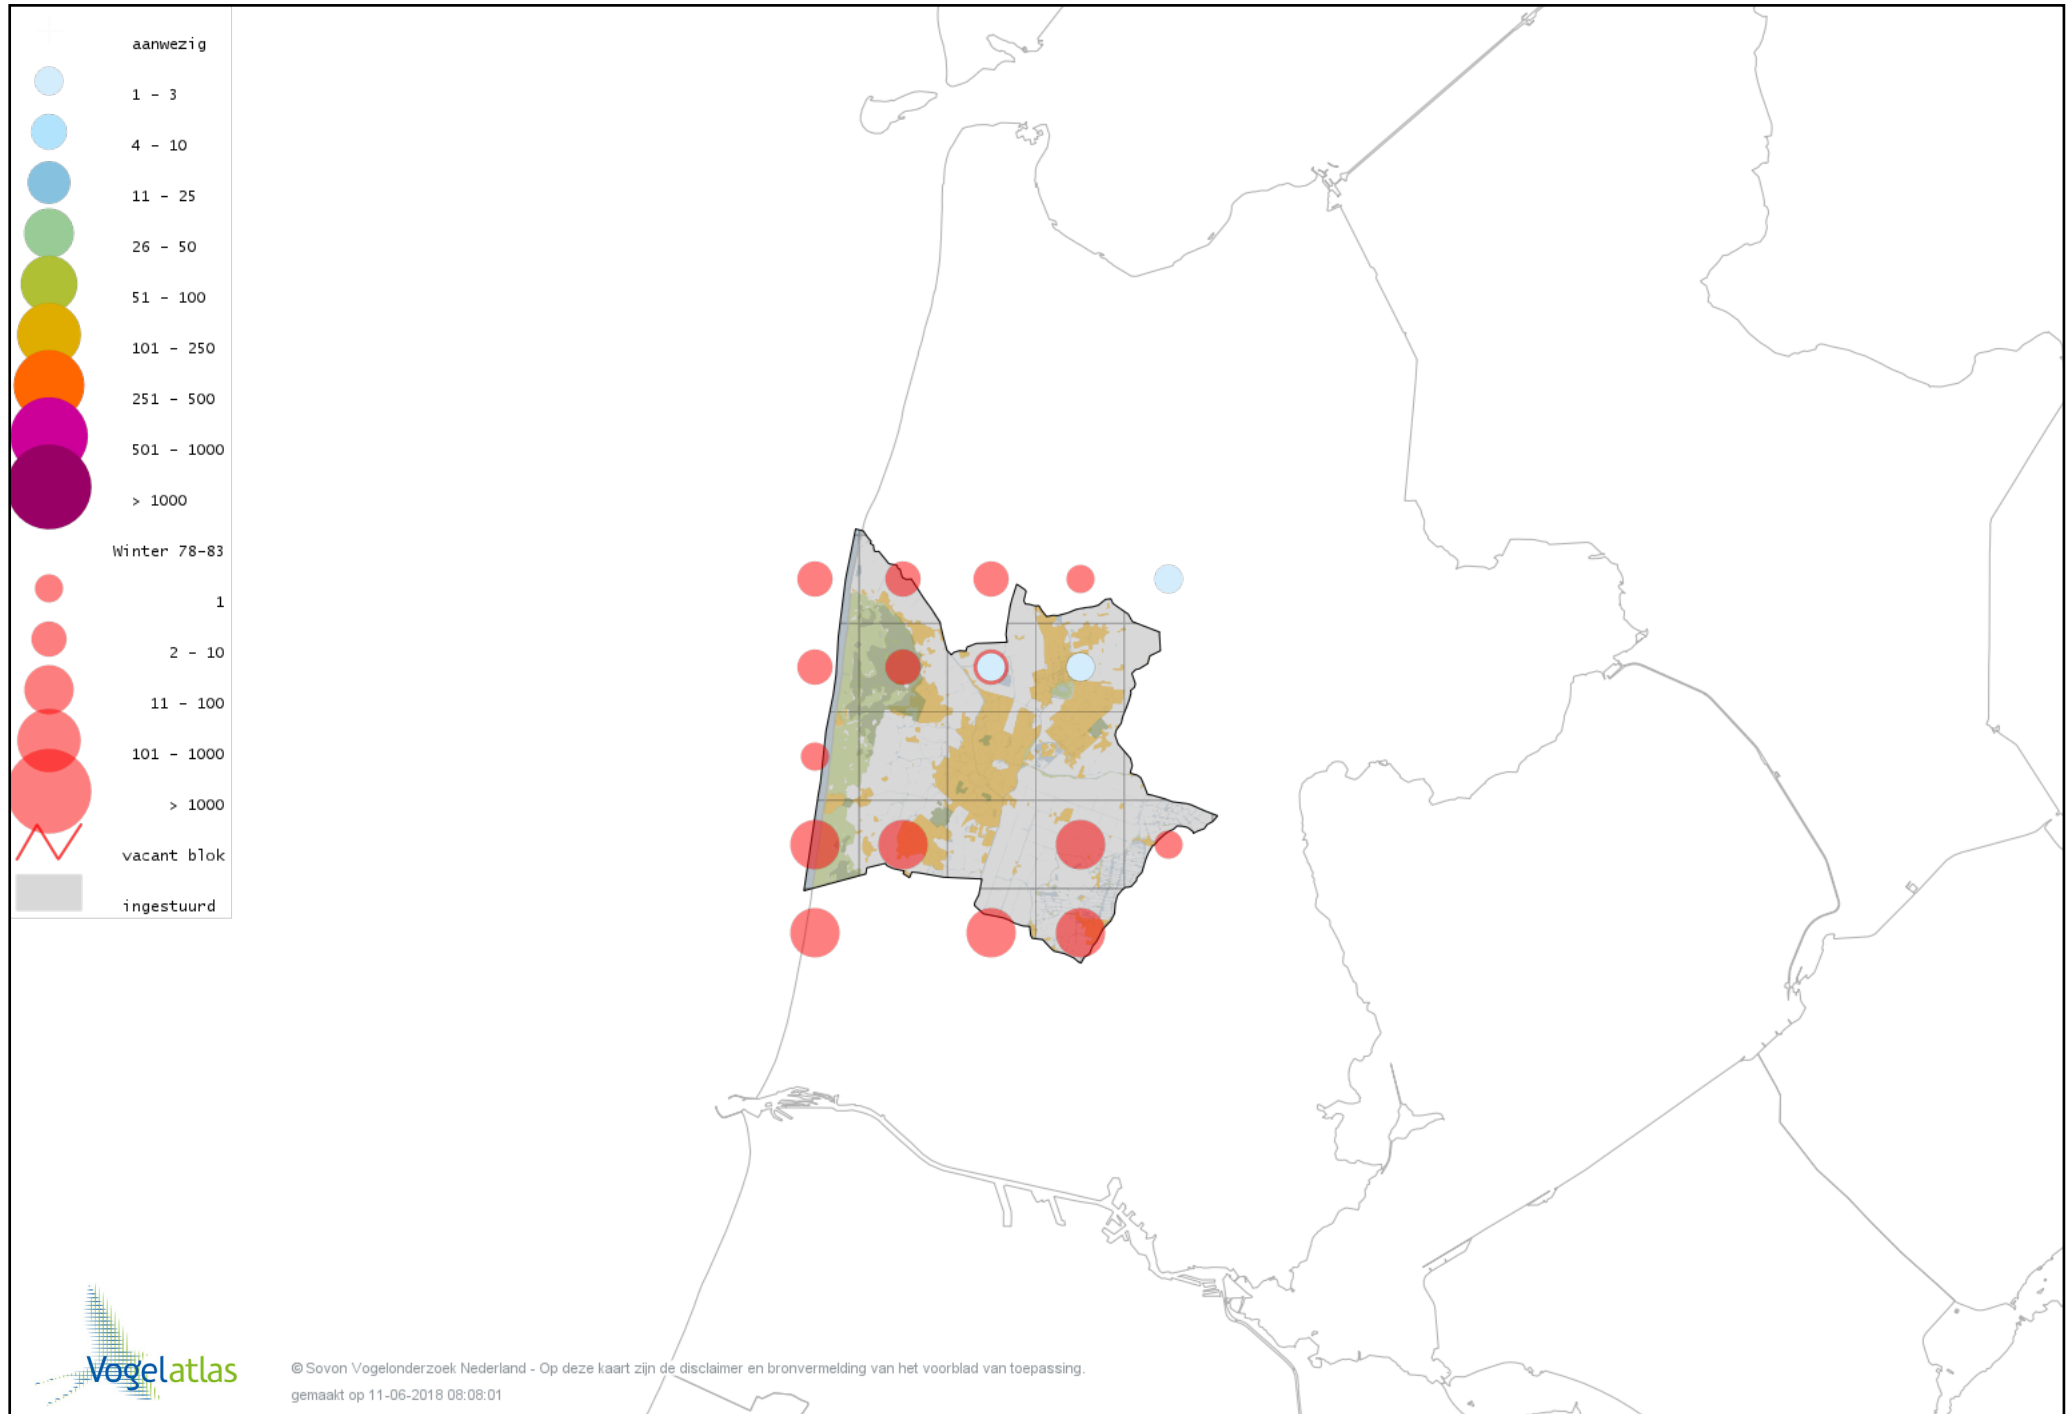 aanwezig
1 - 3
4 - 10
11 - 25
26 - 50
51 - 100
101 - 250
251 - 500
501 - 1000
> 1000
Winter 78-83
1
2 - 10
11 - 100
101 - 1000
> 1000
vacant blok
ingestuurd
Vogelatlas
© Sovon Vogelonderzoek Nederland - Op deze kaart zijn de disclaimer en bronvermelding van het voorblad van toepassing.
gemaakt op 11-06-2018 08:08:01